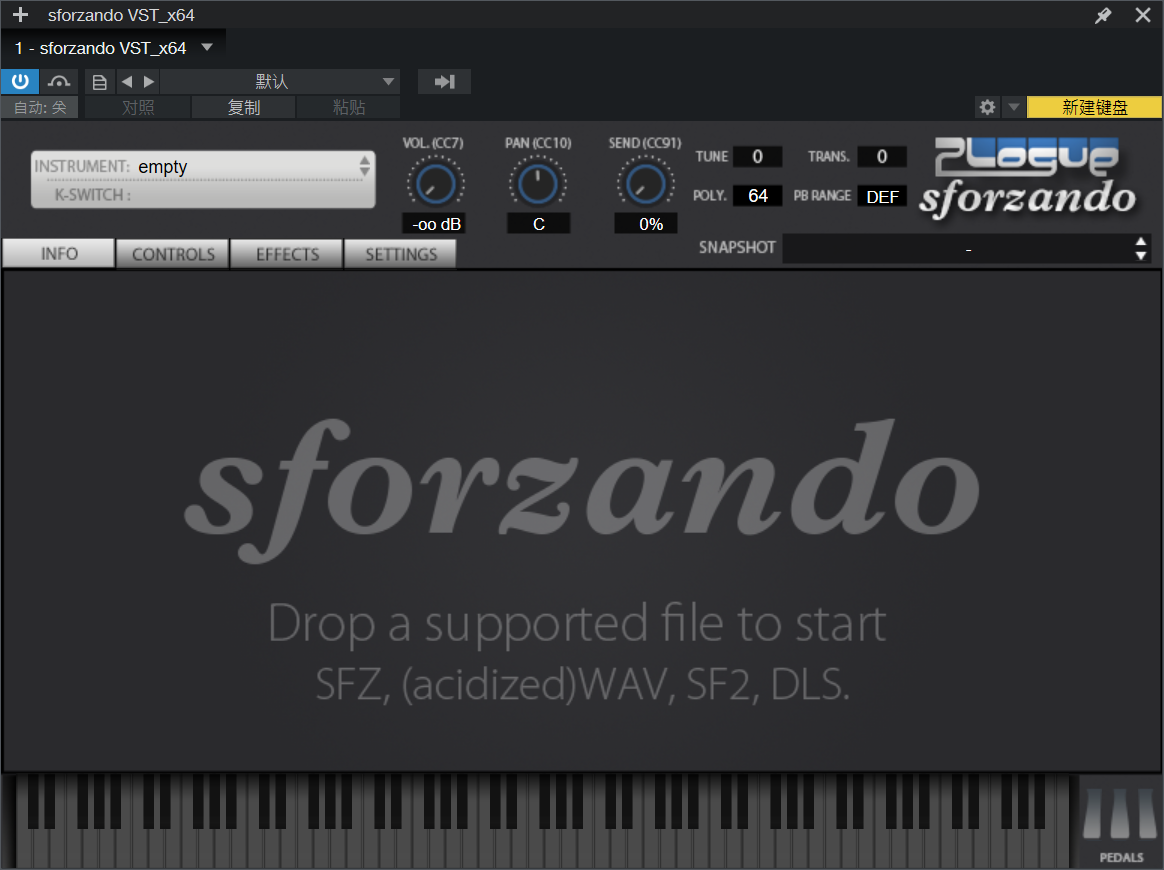 sforzando VST_x64
1 - sforzando VST_x64
默认
自动: 关
对照
复制
粘贴
新建键盘
INSTRUMENT: empty
K-SWITCH :
VOL. (CC7)
-oo dB
PAN (CC10)
C
SEND (CC91)
0%
TUNE 0
TRANS. 0
POLY. 64
PB RANGE DEF
Plogue
sforzando
INFO
CONTROLS
EFFECTS
SETTINGS
SNAPSHOT -
sforzando
Drop a supported file to start
SFZ, (acidized)WAV, SF2, DLS.
PEDALS